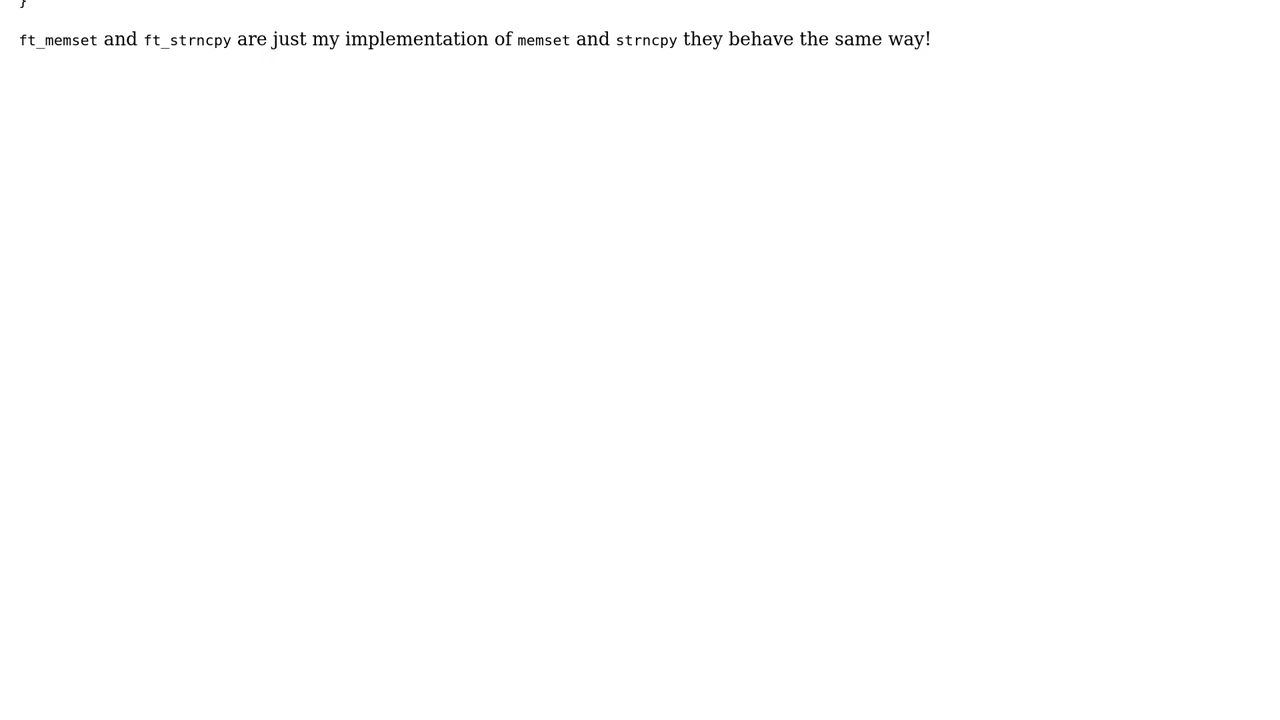 }
ft_memset and ft_strncpy are just my implementation of memset and strncpy they behave the same way!